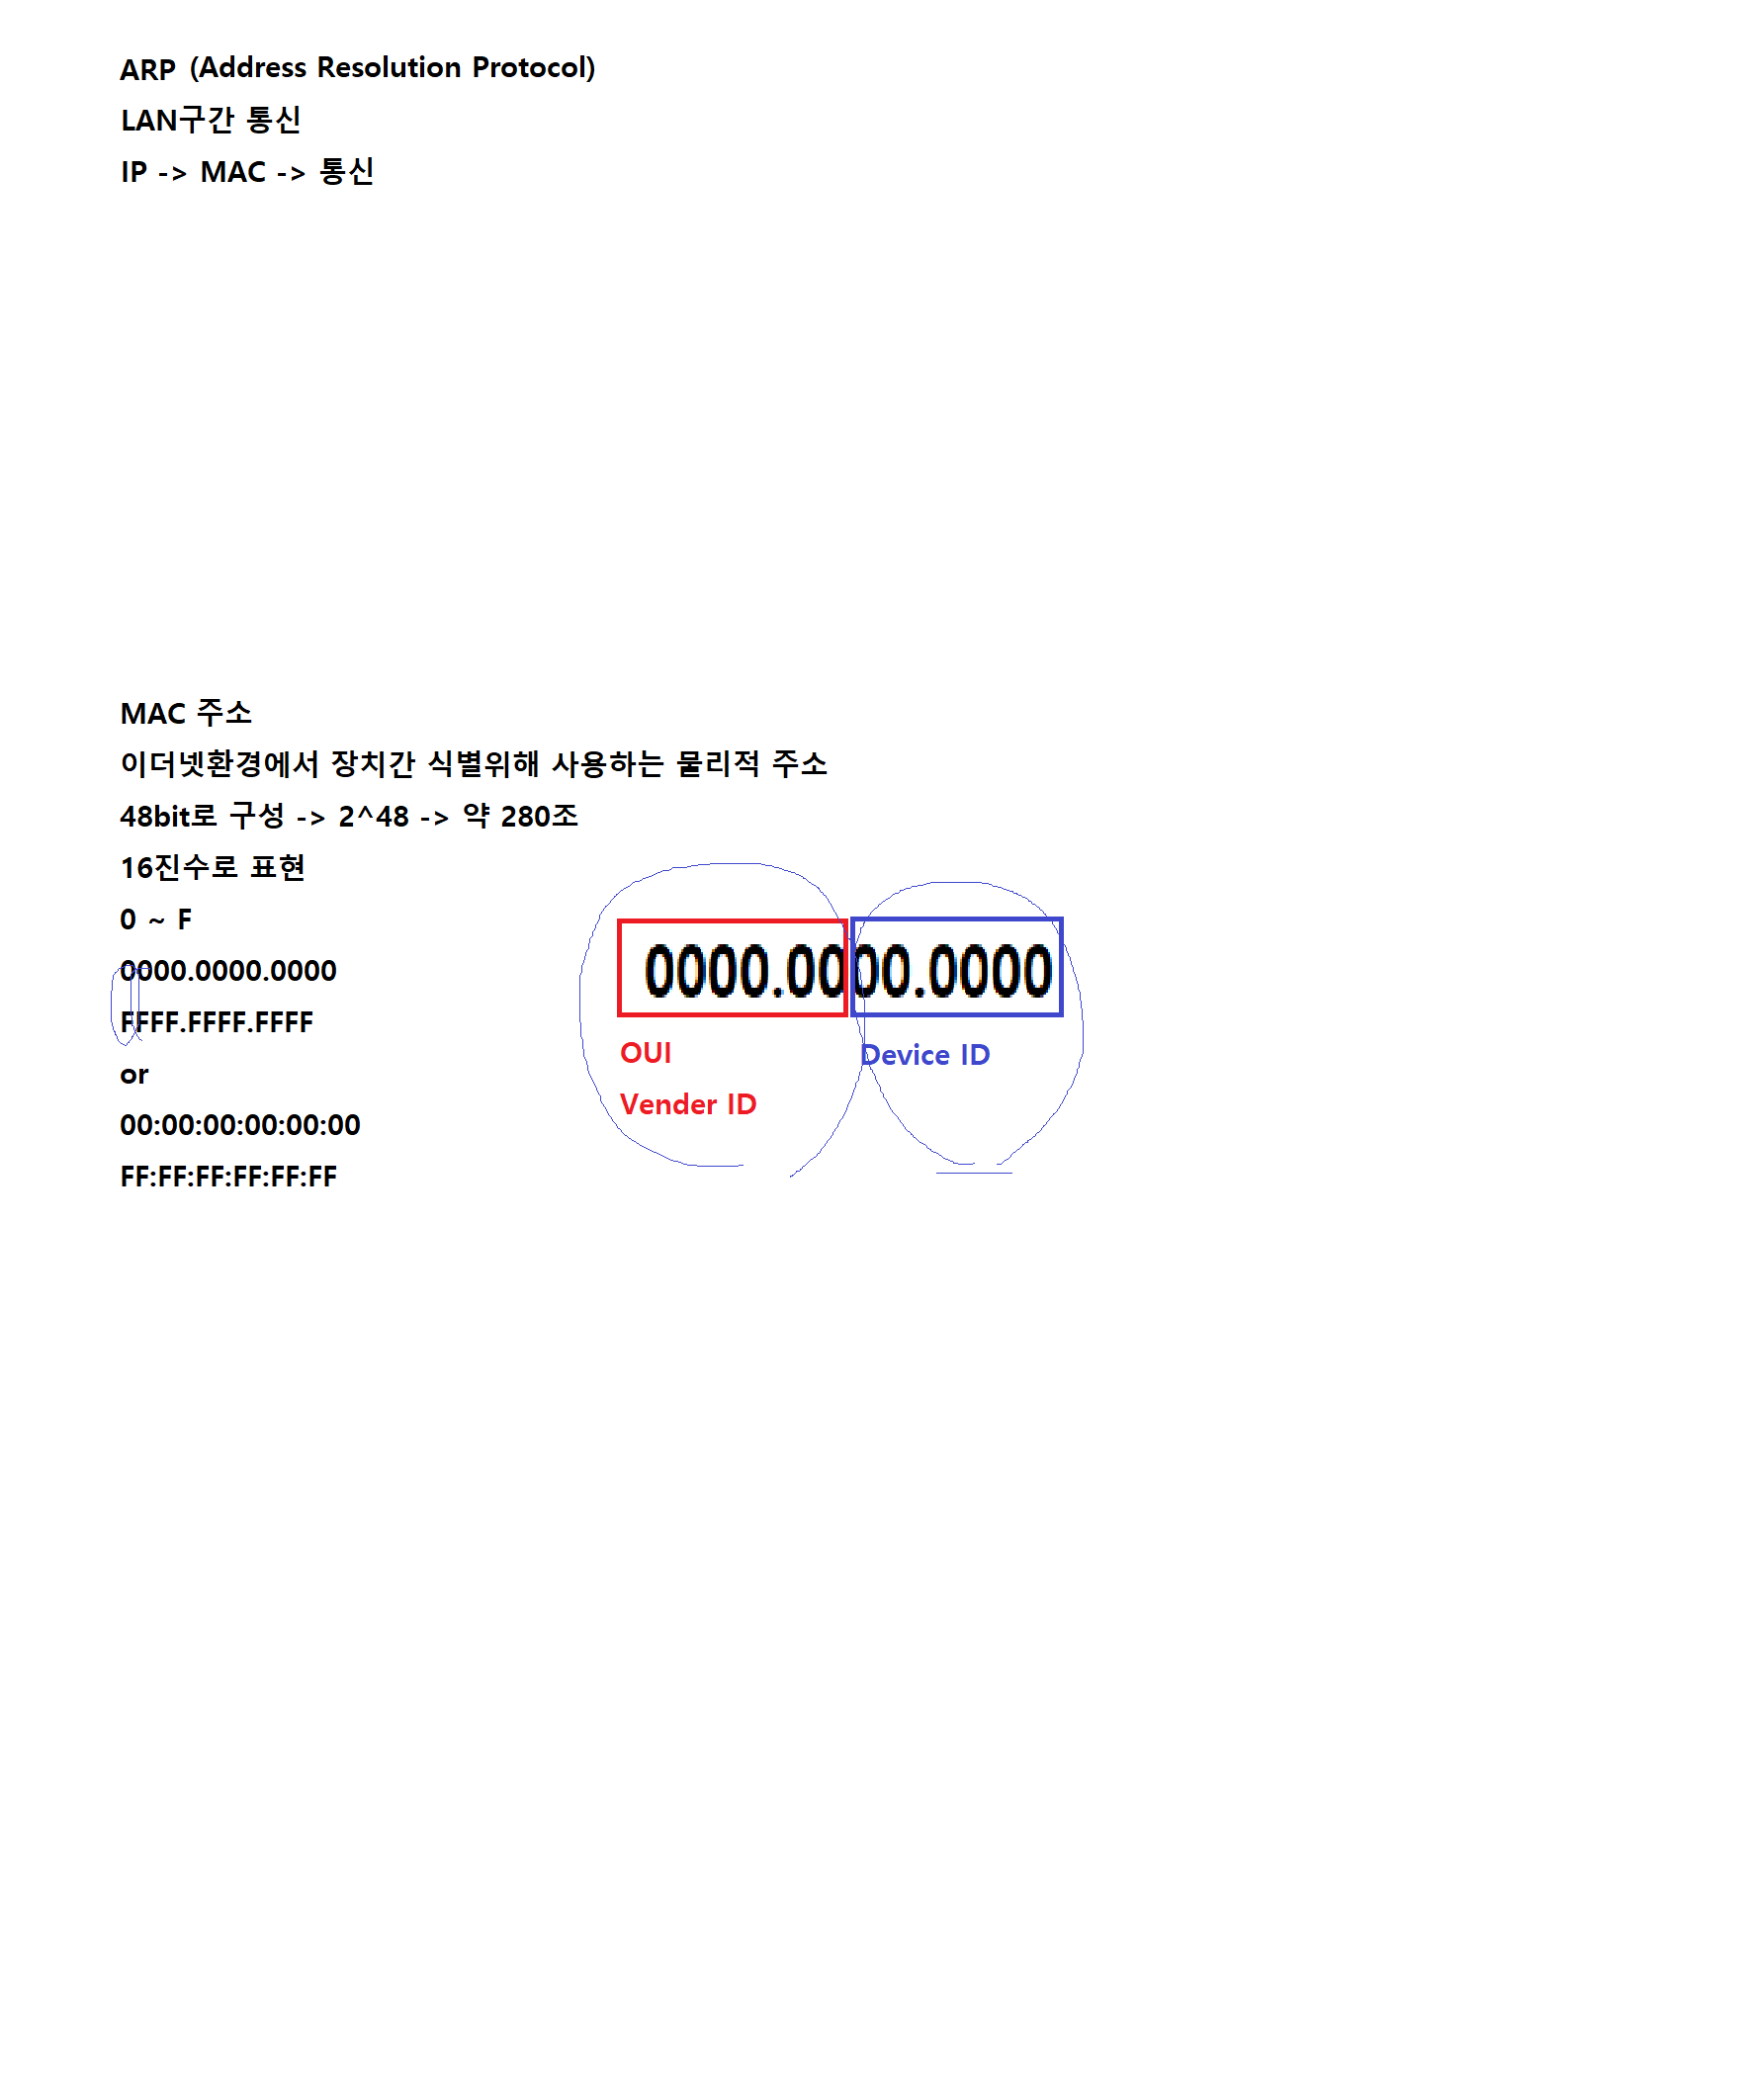 ARP (Address Resolution Protocol)
LAN구간 통신
IP -> MAC -> 통신
MAC 주소
이더넷환경에서 장치간 식별위해 사용하는 물리적 주소
48bit로 구성 -> 2^48 -> 약 280조
16진수로 표현
0 ~ F
0000.0000.0000
FFFF.FFFF.FFFF
or
00:00:00:00:00:00
FF:FF:FF:FF:FF:FF
0000.0000.0000
OUI
Vender ID
Device ID